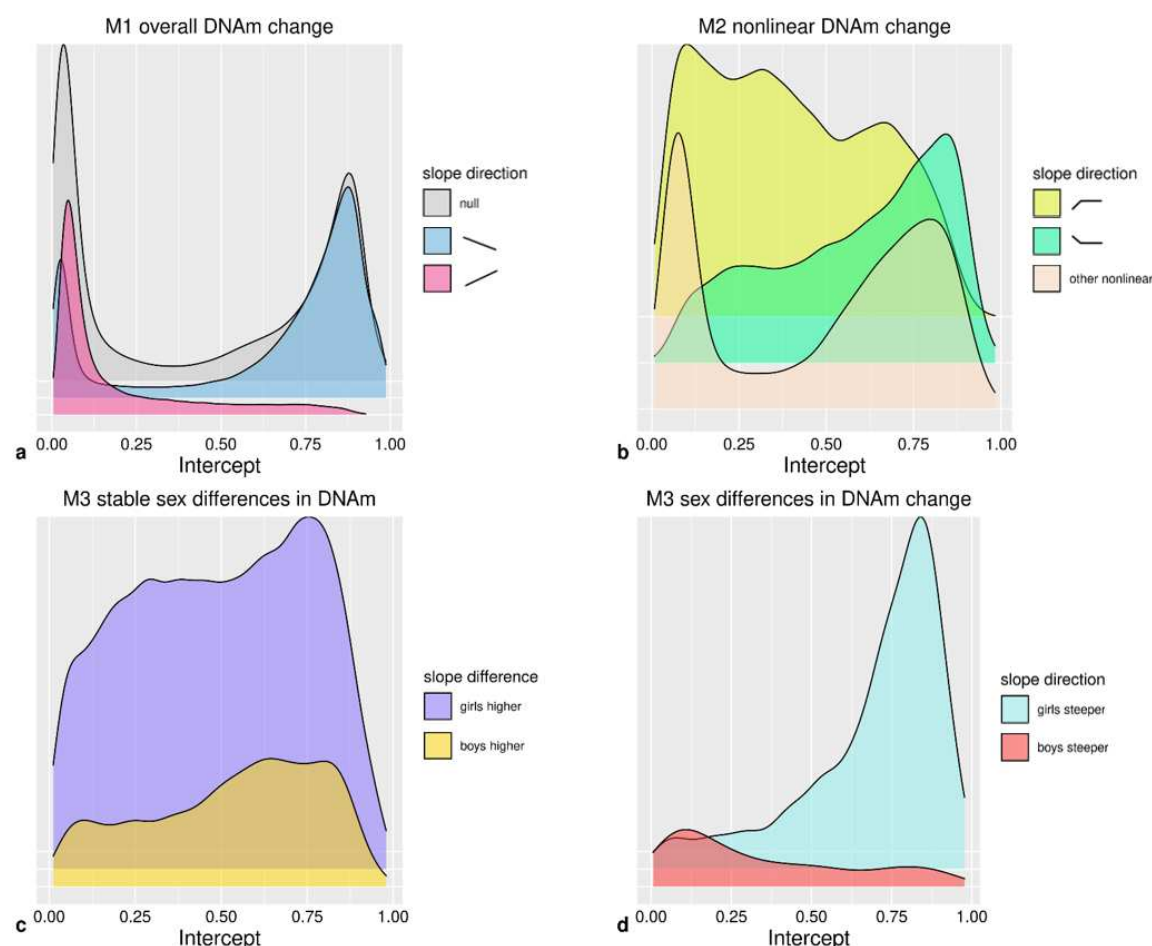 M1 overall DNAm change
slope direction
null
0.00 0.25 0.50 0.75 1.00
Intercept
a
M2 nonlinear DNAm change
slope direction
other nonlinear
0.00 0.25 0.50 0.75 1.00
Intercept
b
M3 stable sex differences in DNAm
slope difference
girls higher
boys higher
0.00 0.25 0.50 0.75 1.00
Intercept
c
M3 sex differences in DNAm change
slope direction
girls steeper
boys steeper
0.00 0.25 0.50 0.75 1.00
Intercept
d